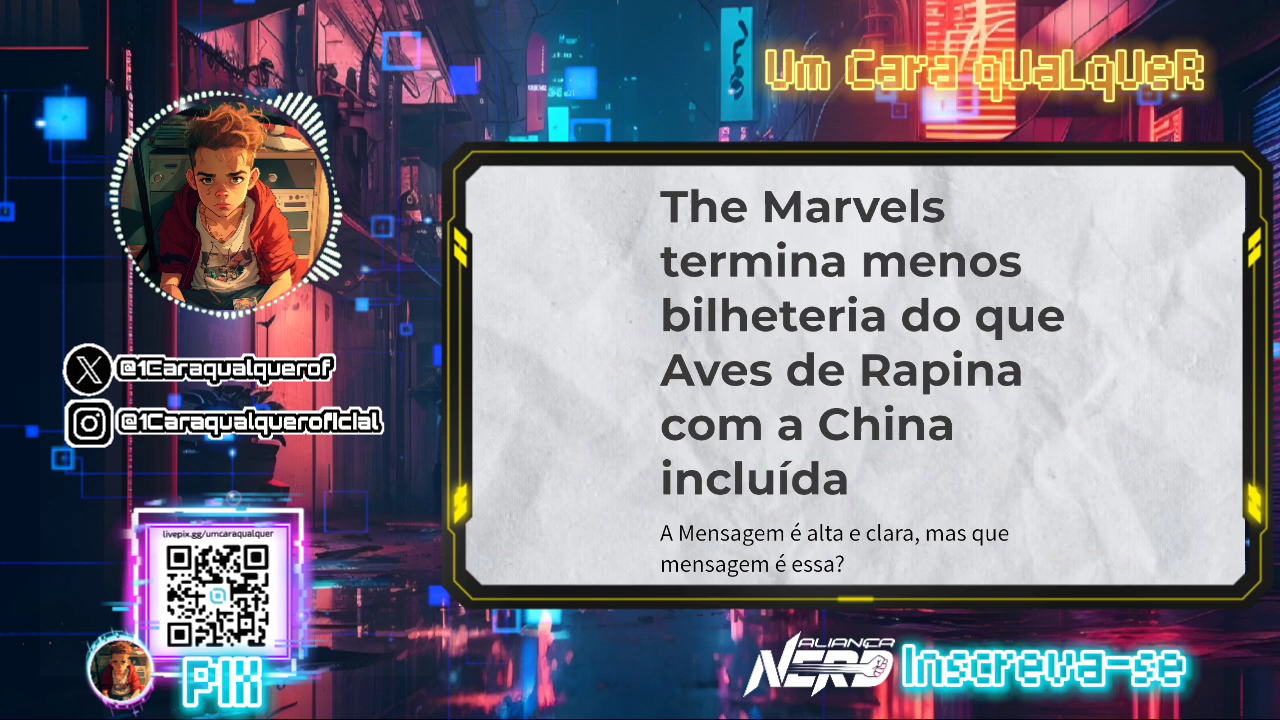 Um Cara qUaLqUeR
The Marvels
termina menos
bilheteria do que
Aves de Rapina
com a China
incluída
A Mensagem é alta e clara, mas que
mensagem é essa?
@1Caraqualquerof
@1Caraqualqueroficial
livepix.gg/umcaraqualquer
PIX
ALIANÇA
NERD
Inscreva-se